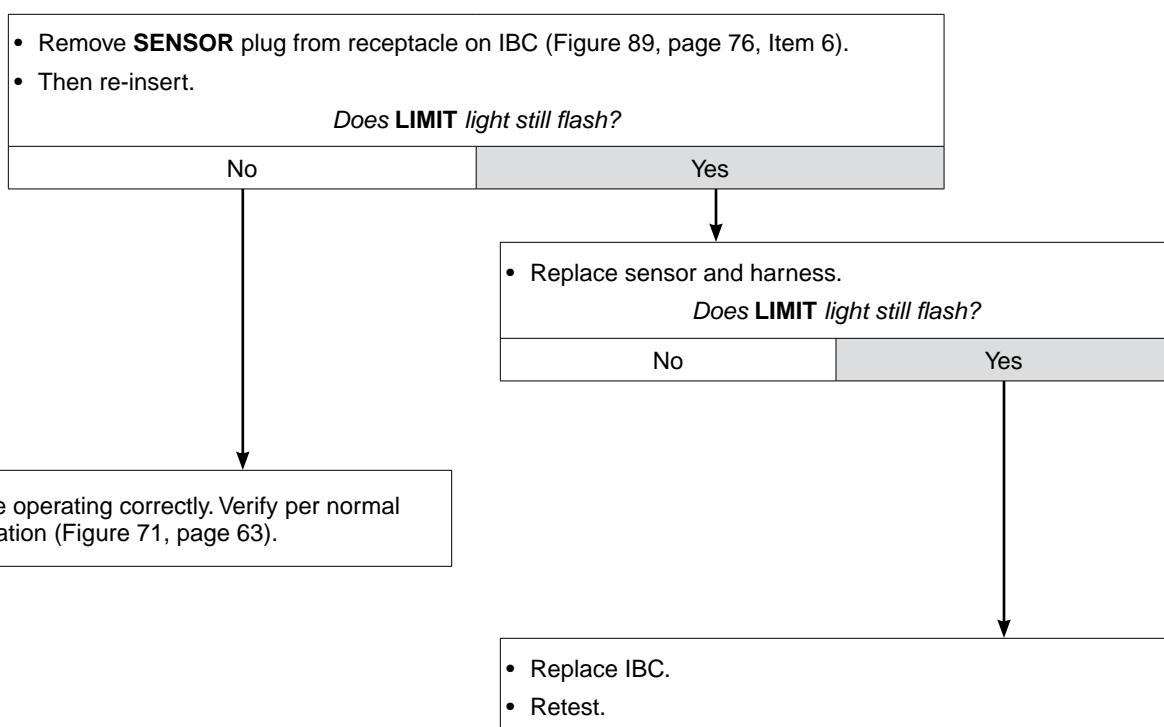 • Remove SENSOR plug from receptacle on IBC (Figure 89, page 76, Item 6).
• Then re-insert.
Does LIMIT light still flash?
No Yes
• Replace sensor and harness.
Does LIMIT light still flash?
No Yes
operating correctly. Verify per normal
(Figure 71, page 63).
• Replace IBC.
• Retest.